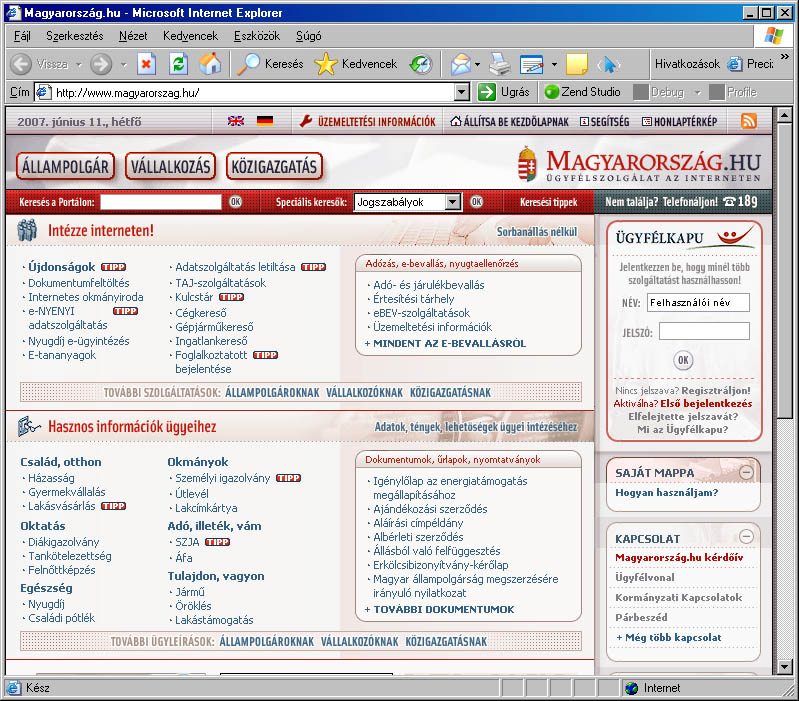 Magyarország.hu - Microsoft Internet Explorer
Fájl Szerkesztés Nézet Kedvencek Eszközök Súgó
Vissza Keresés Kedvencek Hivatkozások Preci
Cím http://www.magyarorszag.hu/ Ugrás Zend Studio Debug Profile
2007. június 11., hétfő ÜZEMELTETÉSI INFORMÁCIÓK ÁLLÍTSA BE KEZDŐLAPNAK SEGÍTSÉG HONLAPTÉRKÉP
ÁLLAMPOLGÁR VÁLLALKOZÁS KÖZIGAZGATÁS
MAGYARORSZÁG.HU
ÜGYFÉLSZOLGÁLAT AZ INTERNETEN
Keresés a Portálon: OK Speciális keresők: Jogszabályok OK Keresési tippek Nem találja? Telefonáljon! 189
Intézze interneten! Sorbanállás nélkül
Újdonságok TIPP
Dokumentumfeltöltés
Internetes okmányiroda
e-NYENYI TIPP
adatszolgáltatás
Nyugdíj e-ügyintézés
E-tananyagok
Adatszolgáltatás letiltása TIPP
TAJ-szolgáltatások
Kulcstár TIPP
Cégkereső
Gépjárműkereső
Ingatlankereső
Foglalkoztatott TIPP
bejelentése
Adózás, e-bevallás, nyugtaellenőrzés
Adó- és járulékbevallás
Értesítési tárhely
eBEV-szolgáltatások
Üzemeltetési információk
+ MINDENT AZ E-BEVALLÁSRÓL
TOVÁBBI SZOLGÁLTATÁSOK: ÁLLAMPOLGÁROKNAK VÁLLALKOZÓKNAK KÖZIGAZGATÁSNAK
Hasznos információk ügyeihez Adatok, tények, lehetőségek ügyei intézéséhez
Család, otthon
Házasság
Gyermekvállalás
Lakásvásárlás TIPP
Oktatás
Diákigazolvány
Tankötelezettség
Felnőttképzés
Egészség
Nyugdíj
Családi pótlék
Okmányok
Személyi igazolvány TIPP
Útlevél
Lakcímkártya
Adó, illeték, vám
SZJA TIPP
Áfa
Tulajdon, vagyon
Jármű
Öröklés
Lakástámogatás
Dokumentumok, űrlapok, nyomtatványok
Igénylőlap az energiatámogatás
megállapításához
Ajándékozási szerződés
Aláírási címpéldány
Albérleti szerződés
Állásból való felfüggesztés
Erkölcsibizonyítvány-kérőlap
Magyar állampolgárság megszerzésére
irányuló nyilatkozat
+ TOVÁBBI DOKUMENTUMOK
TOVÁBBI ÜGYLEÍRÁSOK: ÁLLAMPOLGÁROKNAK VÁLLALKOZÓKNAK KÖZIGAZGATÁSNAK
ÜGYFÉLKAPU
Jelentkezzen be, hogy minél több
szolgáltatást használhasson!
NÉV: Felhasználói név
JELSZÓ:
OK
Nincs jelszava? Regisztráljon!
Aktiválna? Első bejelentkezés
Elfelejtette jelszavát?
Mi az Ügyfélkapu?
SAJÁT MAPPA
Hogyan használjam?
KAPCSOLAT
Magyarország.hu kérdőív
Ügyfélvonal
Kormányzati Kapcsolatok
Párbeszéd
+ Még több kapcsolat
Kész Internet